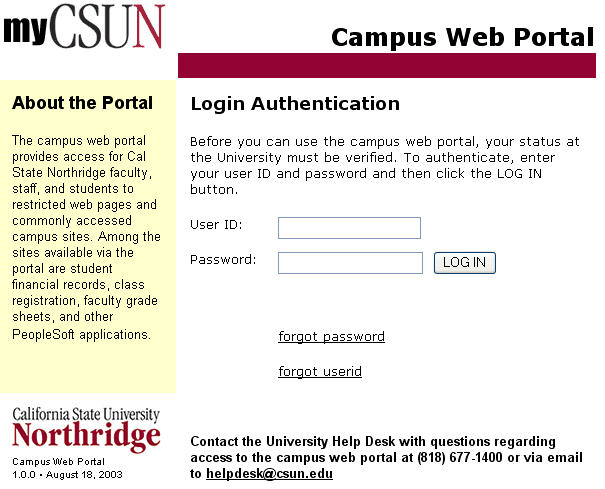 myCSUN
Campus Web Portal
About the Portal
The campus web portal
provides access for Cal
State Northridge faculty,
staff, and students to
restricted web pages and
commonly accessed
campus sites. Among the
sites available via the
portal are student
financial records, class
registration, faculty grade
sheets, and other
PeopleSoft applications.
Login Authentication
Before you can use the campus web portal, your status at
the University must be verified. To authenticate, enter
your user ID and password and then click the LOG IN
button.
User ID:
Password:
LOG IN
forgot password
forgot userid
California State University
Northridge
Campus Web Portal
1.0.0 • August 18, 2003
Contact the University Help Desk with questions regarding
access to the campus web portal at (818) 677-1400 or via email
to helpdesk@csun.edu